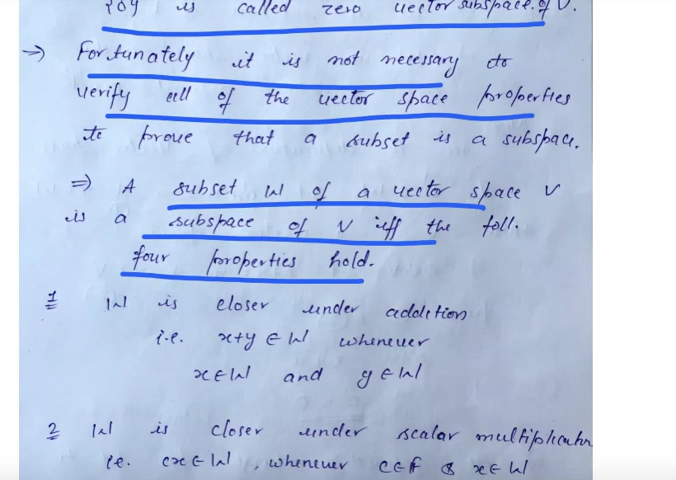 {0} is called zero vector subspace of V.
→ Fortunately it is not necessary to
verify all of the vector space properties
to prove that a subset is a subspace.
⇒ A subset W of a vector space V
is a subspace of V iff the foll.
four properties hold.
1 W is closer under addition
i.e. x+y ∈ W whenever
x ∈ W and y ∈ W
2 W is closer under scalar multiplication
i.e. cx ∈ W, whenever c ∈ F & x ∈ W